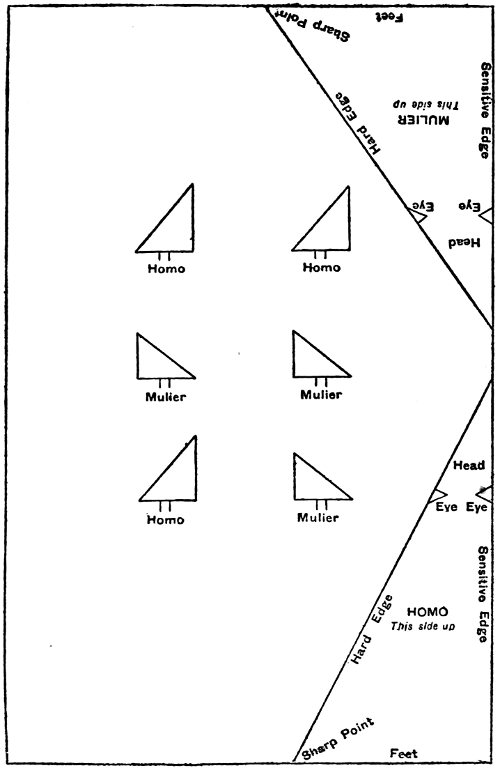 Sharp Point
Feet
Hard Edge
MULIER
This side up
Sensitive Edge
Eye
Eye
Head
Homo
Homo
Mulier
Mulier
Homo
Mulier
Head
Eye
Eye
Sensitive Edge
HOMO
This side up
Hard Edge
Sharp Point
Feet